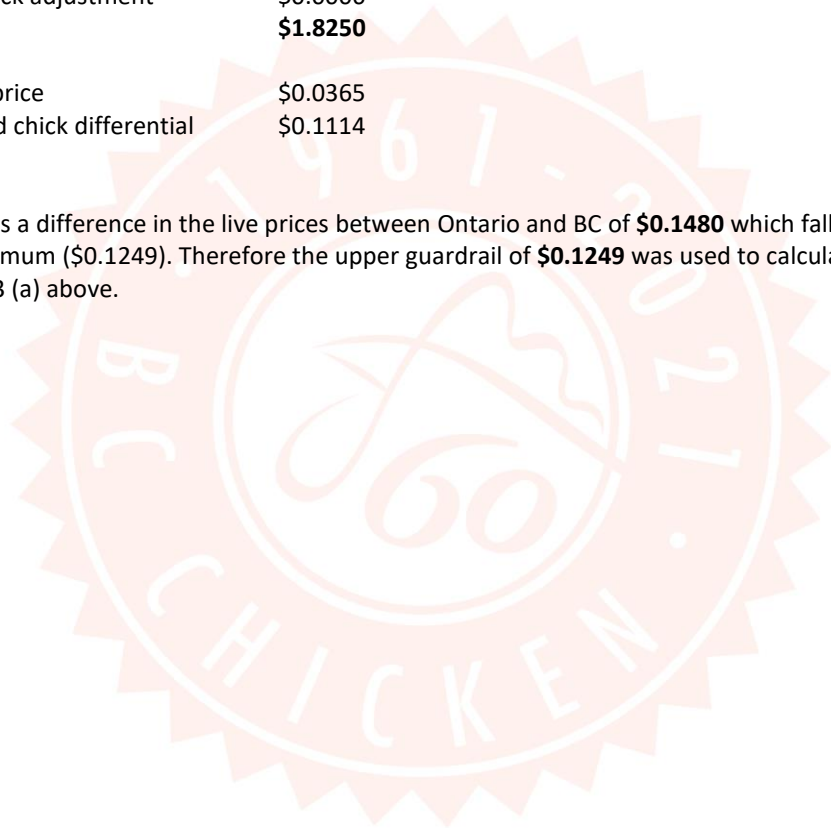 $1.8250
price $0.0365
d chick differential $0.1114
s a difference in the live prices between Ontario and BC of $0.1480 which fall
mum ($0.1249). Therefore the upper guardrail of $0.1249 was used to calcula
(a) above.
1961-2021
60
BC CHICKEN